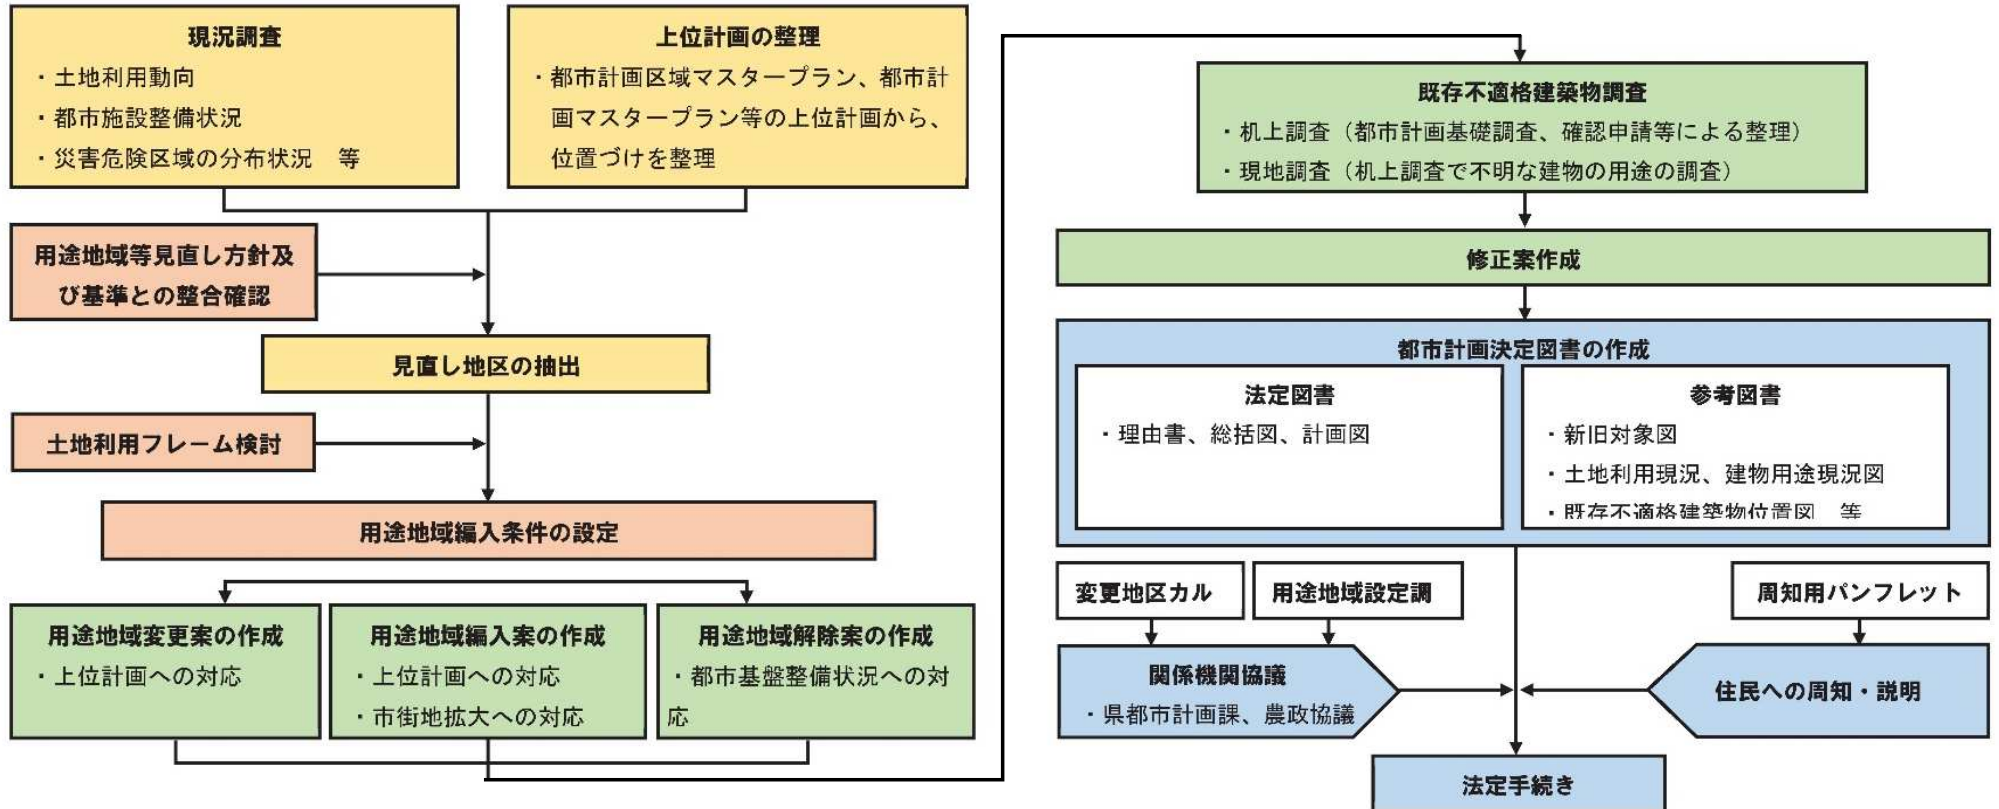 現況調査
・土地利用動向
・都市施設整備状況
・災害危険区域の分布状況　等
上位計画の整理
・都市計画区域マスタープラン、都市計
画マスタープラン等の上位計画から、
位置づけを整理
用途地域等見直し方針及
び基準との整合確認
見直し地区の抽出
土地利用フレーム検討
用途地域編入条件の設定
用途地域変更案の作成
・上位計画への対応
用途地域編入案の作成
・上位計画への対応
・市街地拡大への対応
用途地域解除案の作成
・都市基盤整備状況への対
応
既存不適格建築物調査
・机上調査（都市計画基礎調査、確認申請等による整理）
・現地調査（机上調査で不明な建物の用途の調査）
修正案作成
都市計画決定図書の作成
法定図書
・理由書、総括図、計画図
参考図書
・新旧対象図
・土地利用現況、建物用途現況図
・既存不適格建築物位置図　等
変更地区カル
用途地域設定調
周知用パンフレット
関係機関協議
・県都市計画課、農政協議
住民への周知・説明
法定手続き